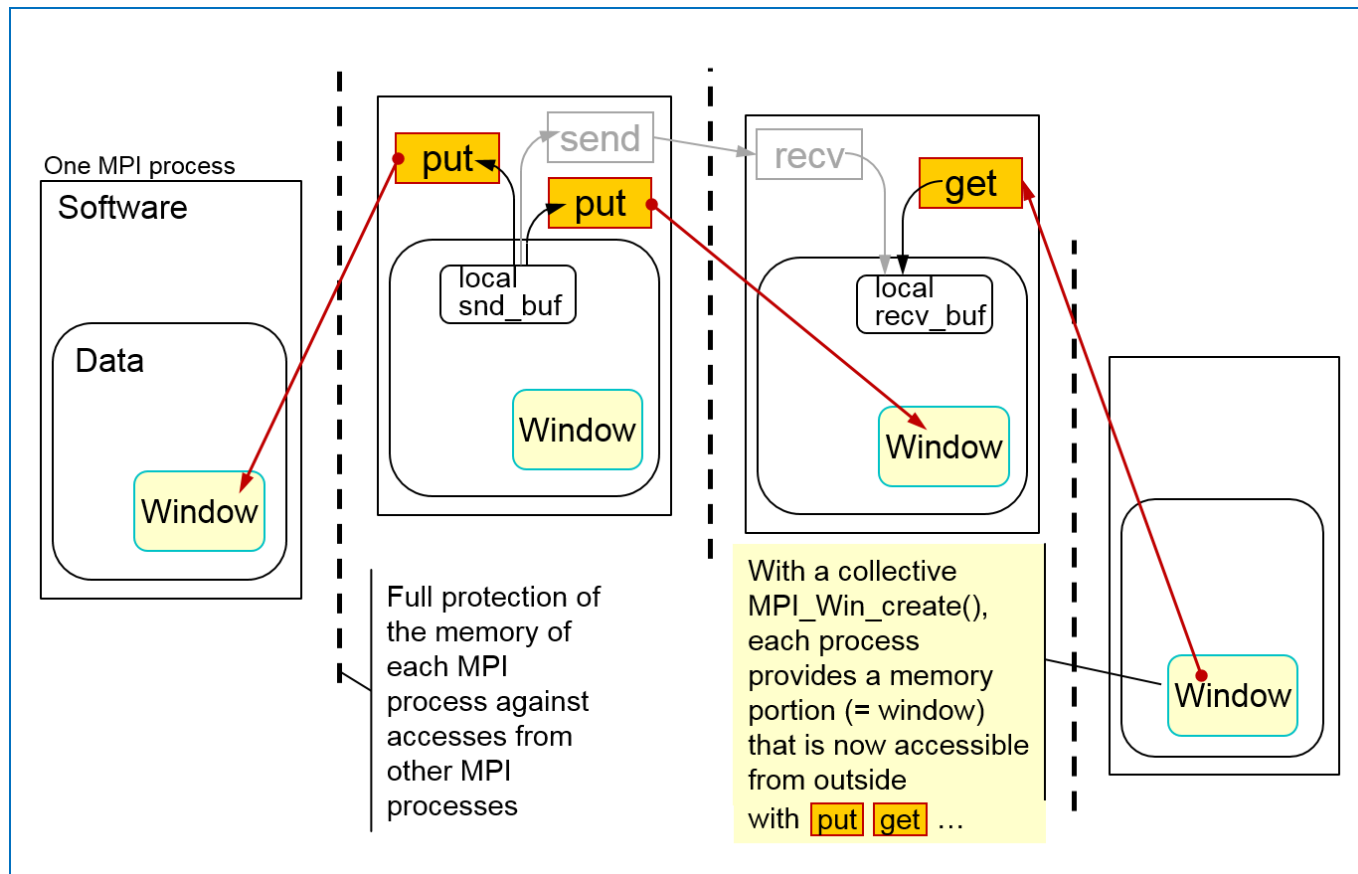 One MPI process
Software
Data
Window
put
send
put
local
snd_buf
Window
recv
get
local
recv_buf
Window
Window
Full protection of
the memory of
each MPI
process against
accesses from
other MPI
processes
With a collective
MPI_Win_create(),
each process
provides a memory
portion (= window)
that is now accessible
from outside
with put get …